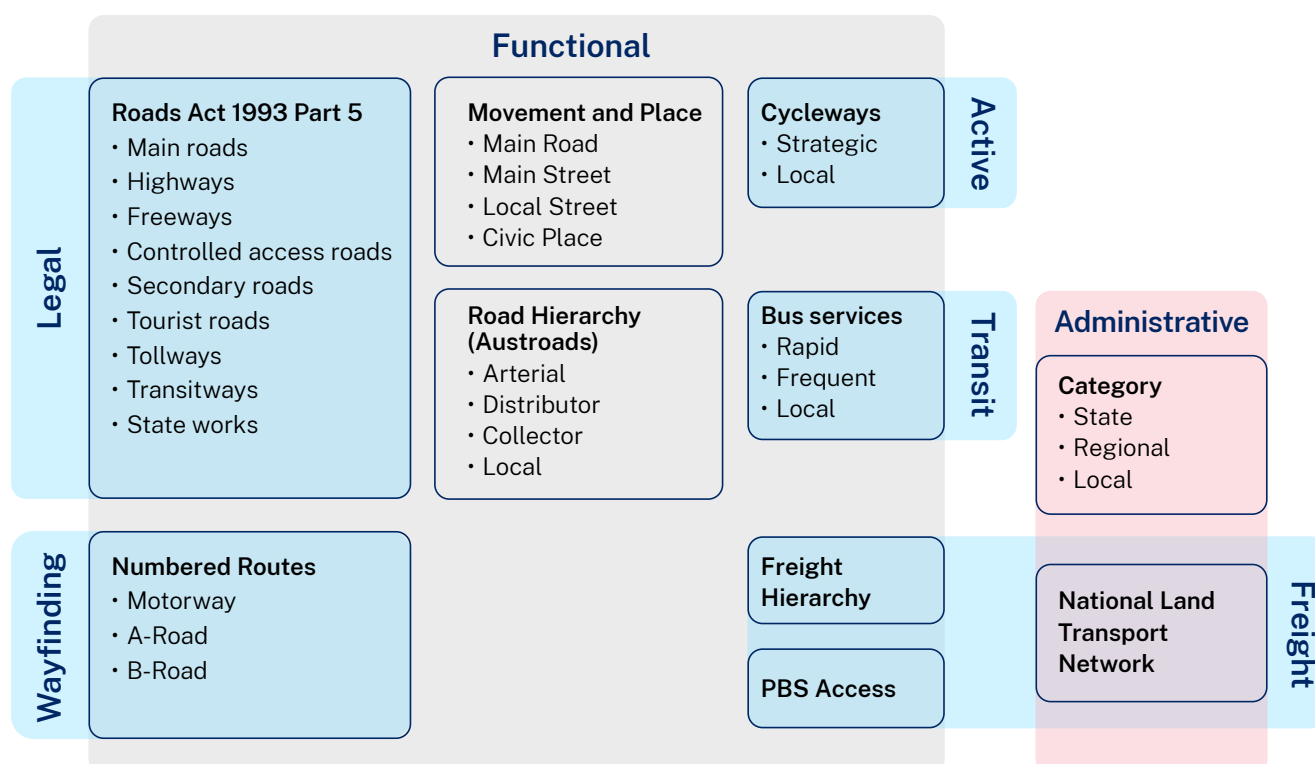 Functional
Legal
Roads Act 1993 Part 5
• Main roads
• Highways
• Freeways
• Controlled access roads
• Secondary roads
• Tourist roads
• Tollways
• Transitways
• State works
Movement and Place
• Main Road
• Main Street
• Local Street
• Civic Place
Cycleways
• Strategic
• Local
Active
Road Hierarchy
(Austroads)
• Arterial
• Distributor
• Collector
• Local
Bus services
• Rapid
• Frequent
• Local
Transit
Administrative
Category
• State
• Regional
• Local
Wayfinding
Numbered Routes
• Motorway
• A-Road
• B-Road
Freight
Hierarchy
PBS Access
National Land
Transport
Network
Freight